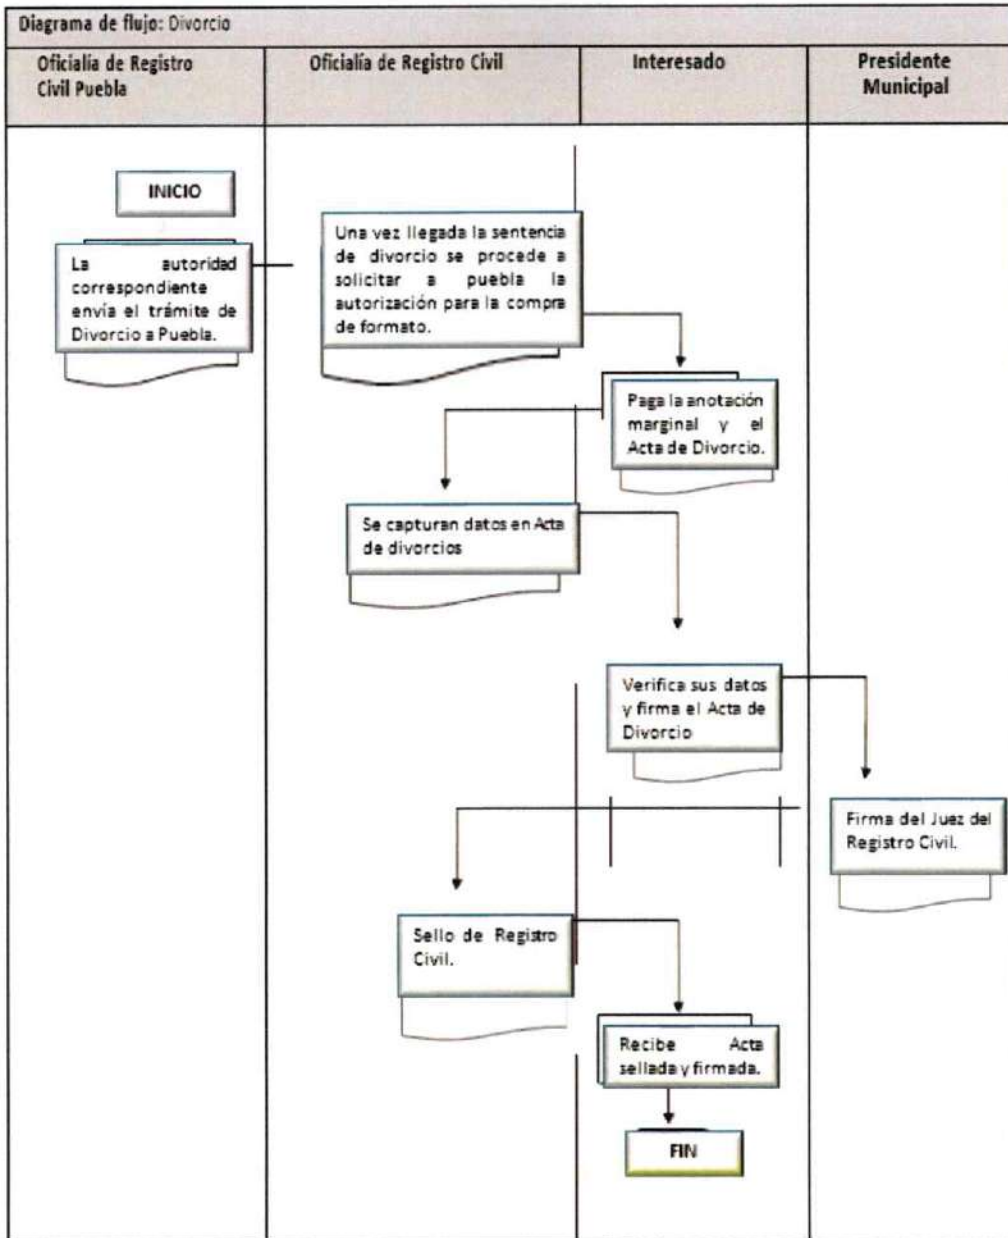 Diagrama de flujo: Divorcio
Oficialía de Registro
Civil Puebla
Oficialía de Registro Civil
Interesado
Presidente
Municipal
INICIO
La autoridad
correspondiente
envía el trámite de
Divorcio a Puebla.
Una vez llegada la sentencia
de divorcio se procede a
solicitar a puebla la
autorización para la compra
de formato.
Paga la anotación
marginal y el
Acta de Divorcio.
Se capturan datos en Acta
de divorcios
Verifica sus datos
y firma el Acta de
Divorcio
Firma del Juez del
Registro Civil.
Sello de Registro
Civil.
Recibe Acta
sellada y firmada.
FIN